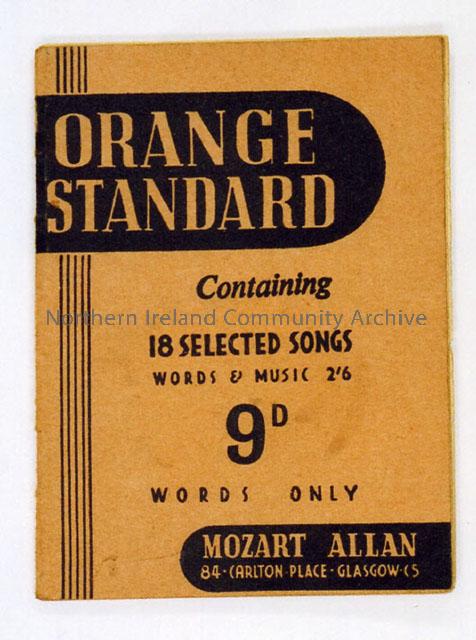 ORANGE
STANDARD
Containing
Northern Ireland Community Archive
18 SELECTED SONGS
WORDS & MUSIC 2'6
9D
WORDS ONLY
MOZART ALLAN
84·CARLTON·PLACE·GLASGOW·C5